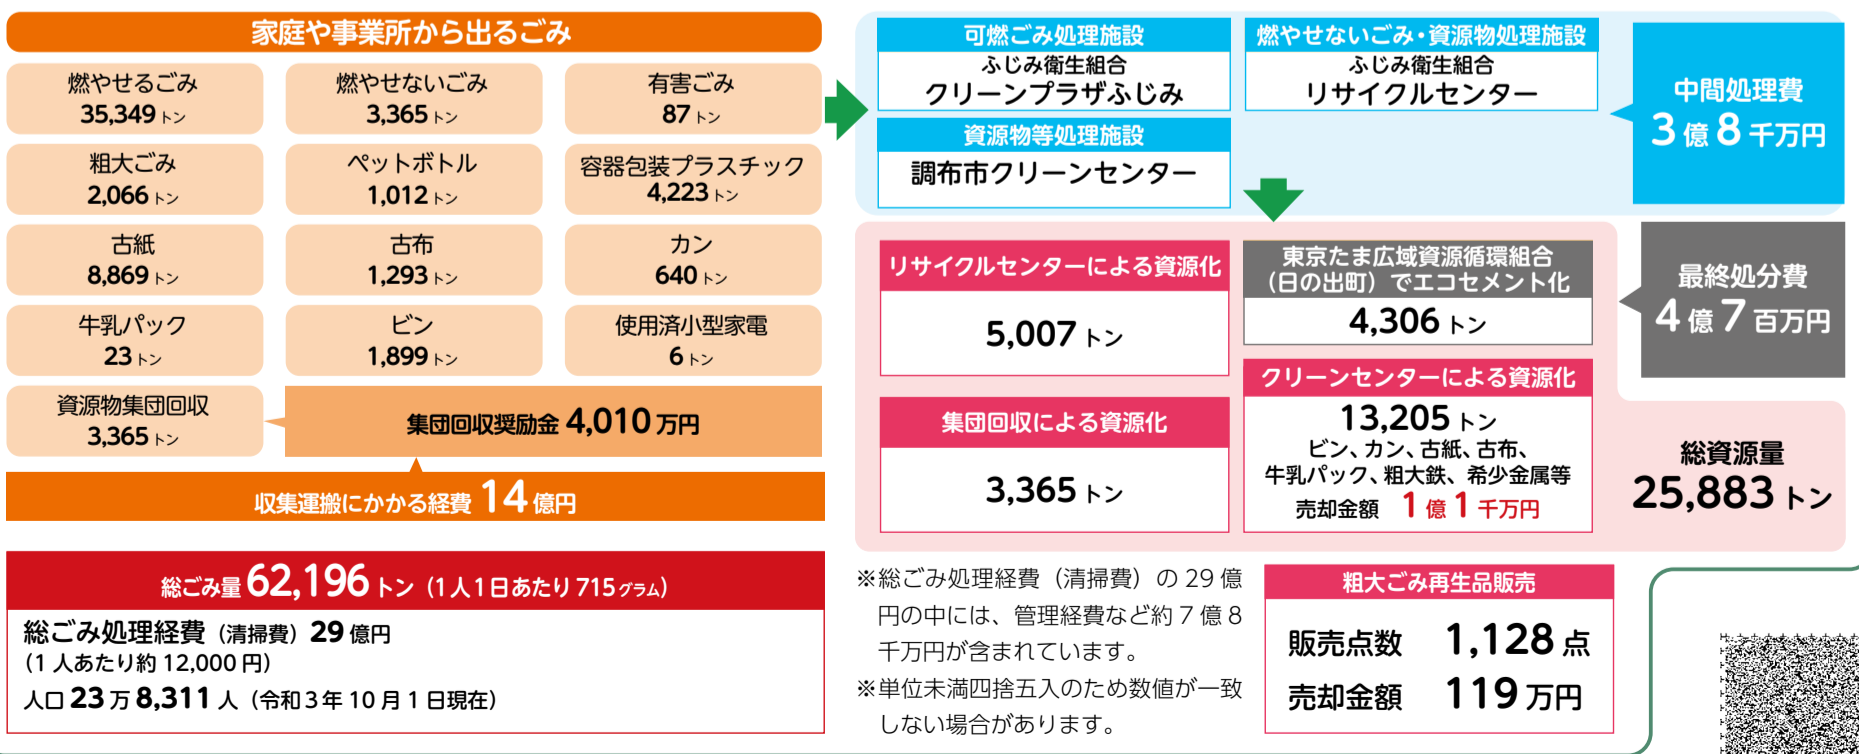 家庭や事業所から出るごみ
燃やせるごみ
35,349 トン
燃やせないごみ
3,365 トン
有害ごみ
87 トン
粗大ごみ
2,066 トン
ペットボトル
1,012 トン
容器包装プラスチック
4,223 トン
古紙
8,869 トン
古布
1,293 トン
カン
640 トン
牛乳パック
23 トン
ビン
1,899 トン
使用済小型家電
6 トン
資源物集団回収
3,365 トン
集団回収奨励金 4,010 万円
収集運搬にかかる経費 14 億円
総ごみ量 62,196 トン（1人1日あたり 715 グラム）
総ごみ処理経費（清掃費）29 億円
（1 人あたり約 12,000 円）
人口 23 万 8,311 人（令和3年 10 月 1 日現在）
可燃ごみ処理施設
ふじみ衛生組合
クリーンプラザふじみ
燃やせないごみ・資源物処理施設
ふじみ衛生組合
リサイクルセンター
資源物等処理施設
調布市クリーンセンター
中間処理費
3 億 8 千万円
リサイクルセンターによる資源化
5,007 トン
東京たま広域資源循環組合
（日の出町）でエコセメント化
4,306 トン
最終処分費
4 億 7 百万円
集団回収による資源化
3,365 トン
クリーンセンターによる資源化
13,205 トン
ビン、カン、古紙、古布、
牛乳パック、粗大鉄、希少金属等
売却金額 1 億 1 千万円
総資源量
25,883 トン
※総ごみ処理経費（清掃費）の 29 億
円の中には、管理経費など約 7 億 8
千万円が含まれています。
※単位未満四捨五入のため数値が一致
しない場合があります。
粗大ごみ再生品販売
販売点数 1,128 点
売却金額 119 万円